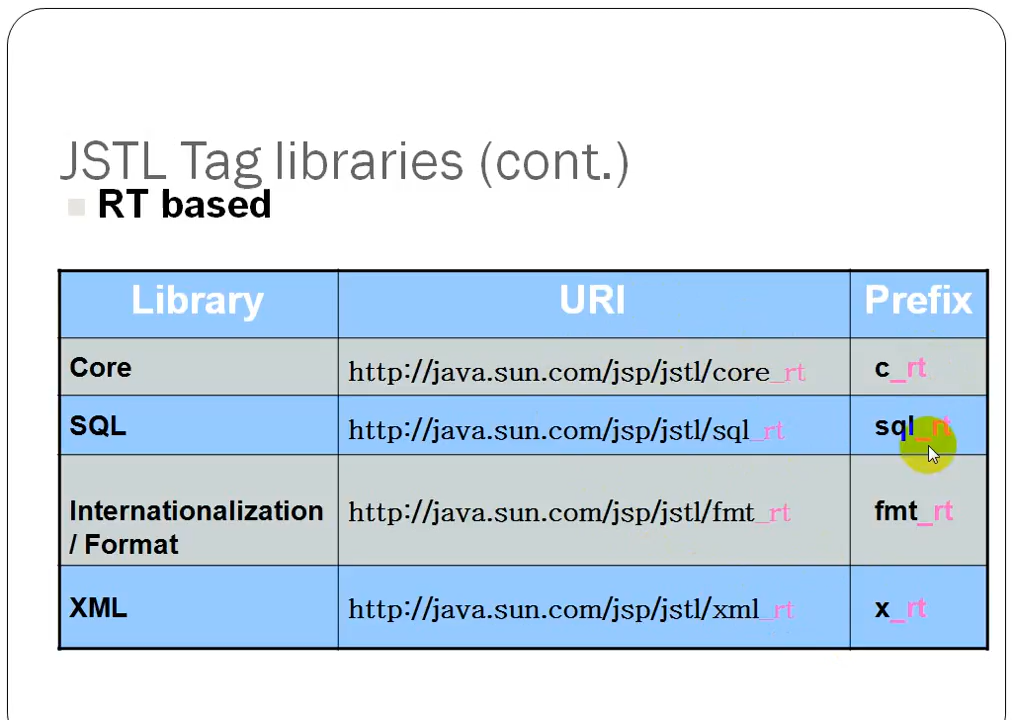 JSTL Tag libraries (cont.)
RT based
Library URI Prefix
Core http://java.sun.com/jsp/jstl/core_rt c_rt
SQL http://java.sun.com/jsp/jstl/sql_rt sql_rt
Internationalization
/ Format http://java.sun.com/jsp/jstl/fmt_rt fmt_rt
XML http://java.sun.com/jsp/jstl/xml_rt x_rt